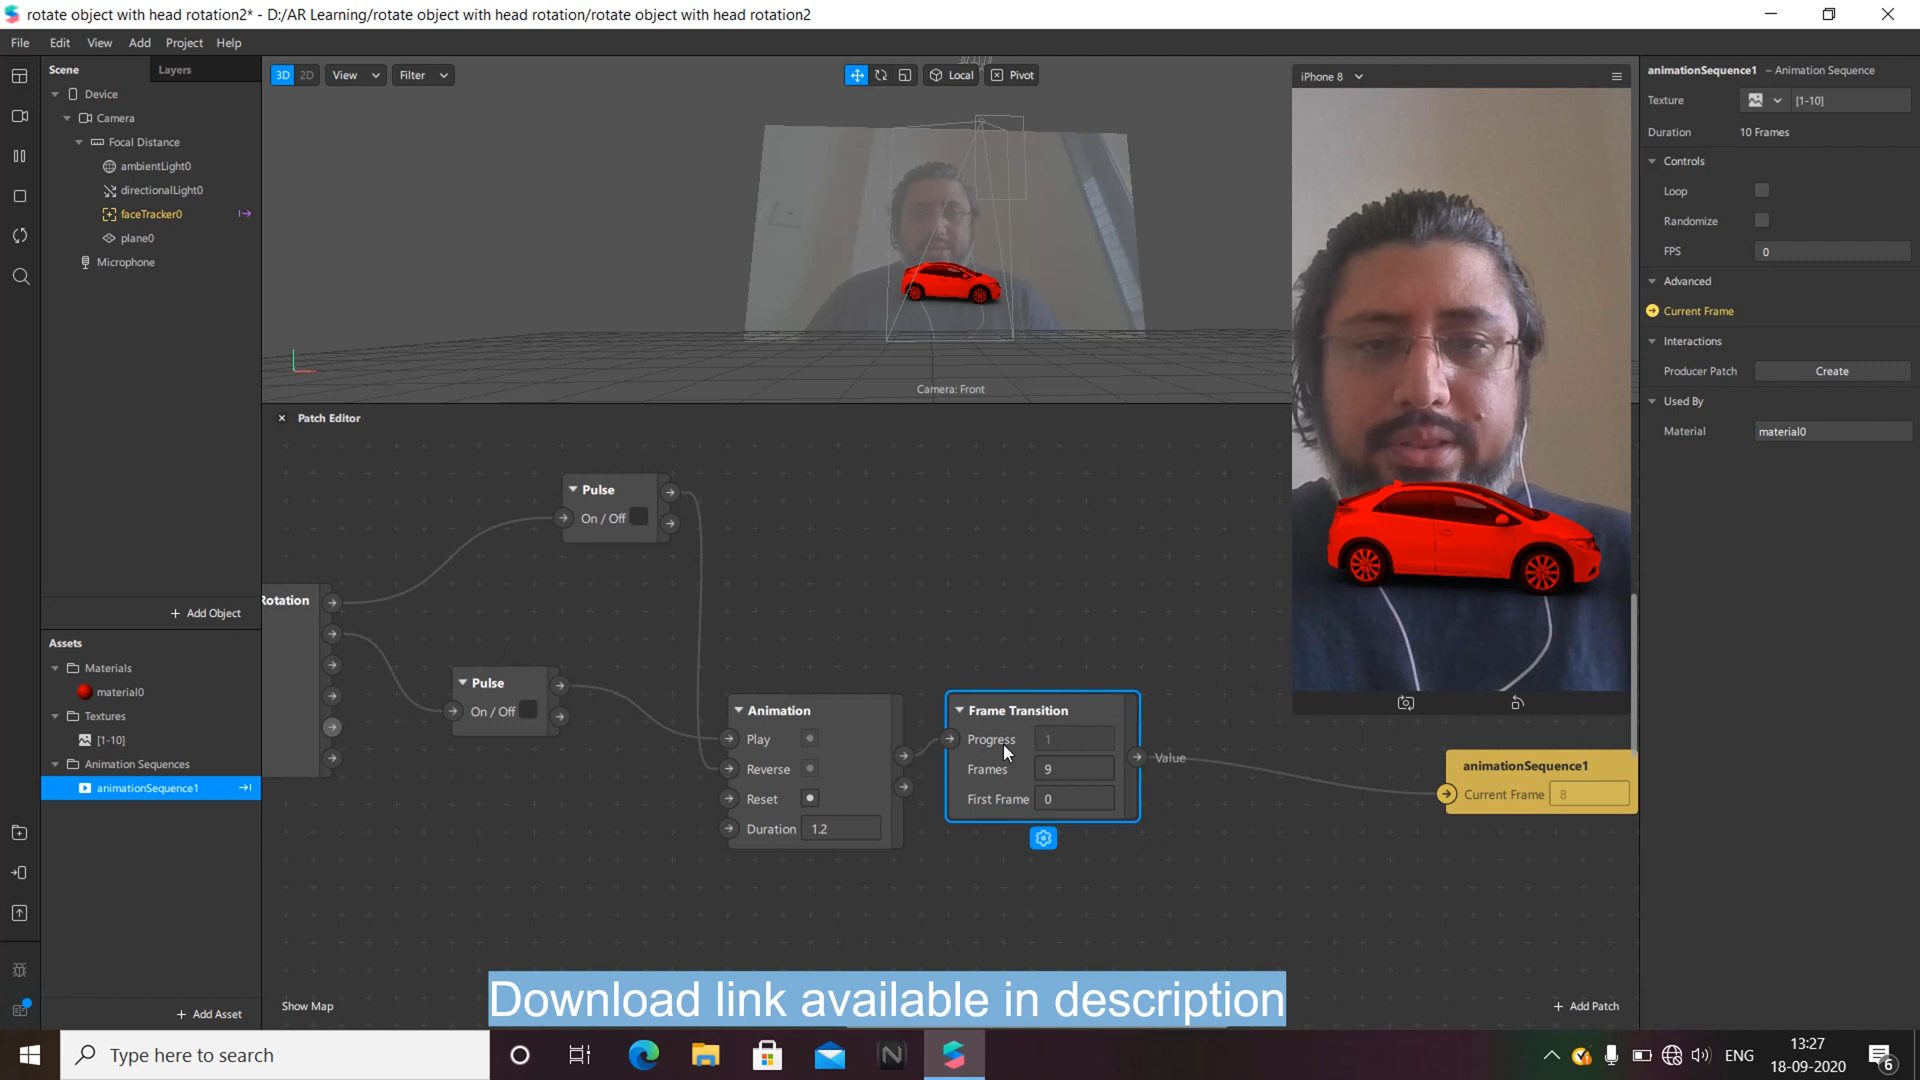 rotate object with head rotation2* - D:/AR Learning/rotate object with head rotation/rotate object with head rotation2
File Edit View Add Project Help
Scene Layers
Device
Camera
Focal Distance
ambientLight0
directionalLight0
faceTracker0
plane0
Microphone
+ Add Object
Assets
Materials
material0
Textures
[1-10]
Animation Sequences
animationSequence1
+ Add Asset
3D 2D View Filter Local Pivot
Camera: Front
Patch Editor
Pulse
On / Off
Rotation
Pulse
On / Off
Animation
Play
Reverse
Reset
Duration 1.2
Frame Transition
Progress 1
Frames 9
First Frame 0
Value
animationSequence1
Current Frame 8
Show Map
+ Add Patch
iPhone 8
animationSequence1 – Animation Sequence
Texture [1-10]
Duration 10 Frames
Controls
Loop
Randomize
FPS 0
Advanced
Current Frame
Interactions
Producer Patch Create
Used By
Material material0
Download link available in description
Type here to search
ENG
13:27
18-09-2020
6